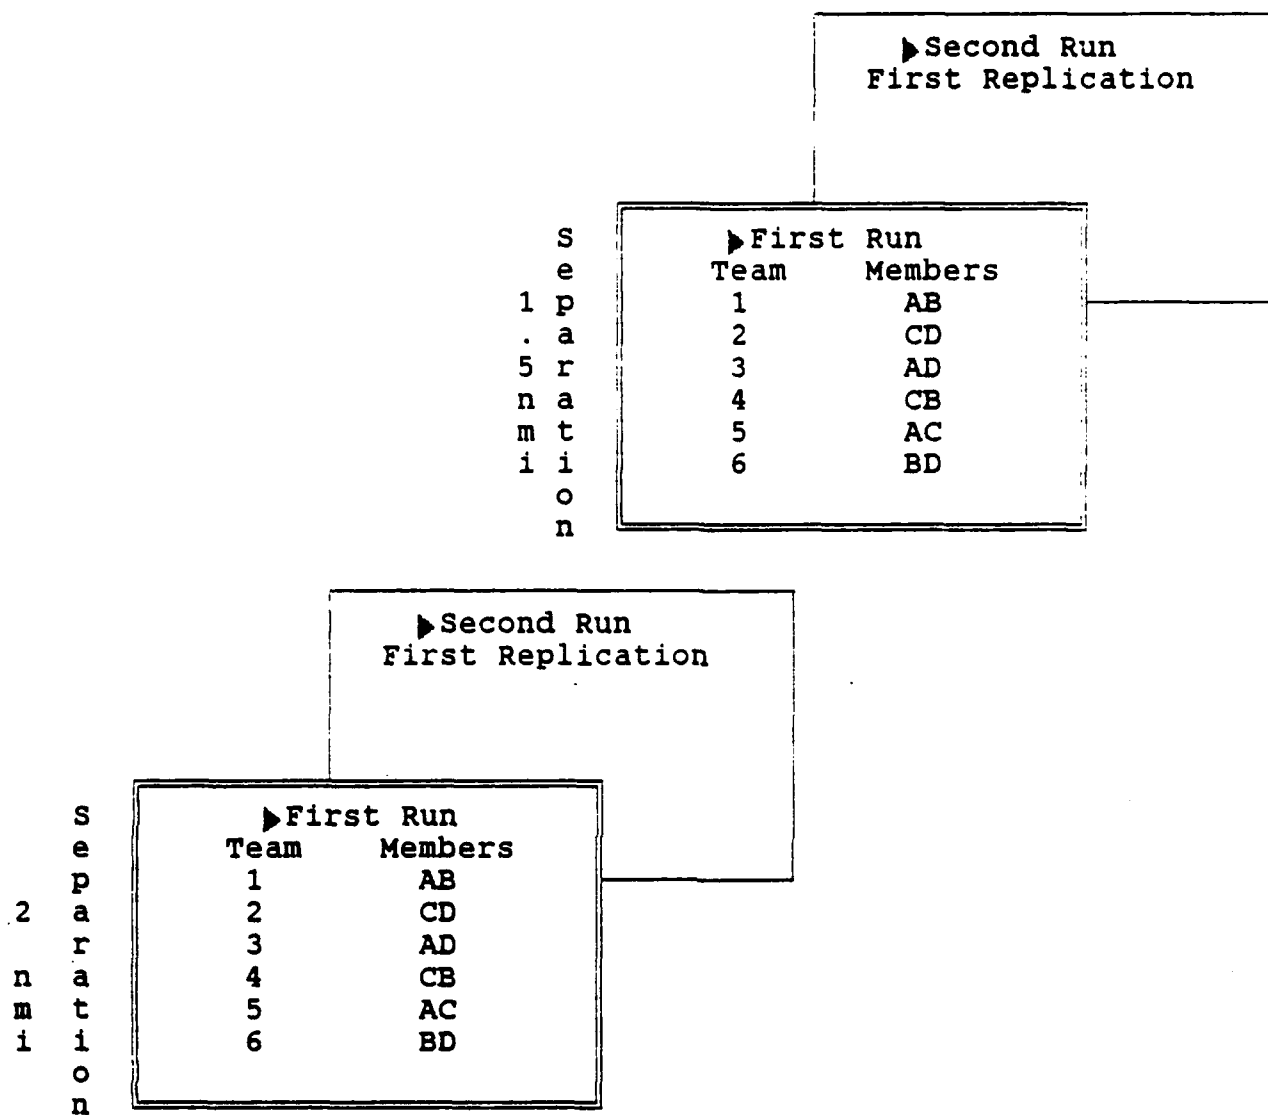 ▶Second Run
First Replication
1.5 nmi
Separation
▶First Run
Team Members
1 AB
2 CD
3 AD
4 CB
5 AC
6 BD
▶Second Run
First Replication
2 nmi
Separation
▶First Run
Team Members
1 AB
2 CD
3 AD
4 CB
5 AC
6 BD